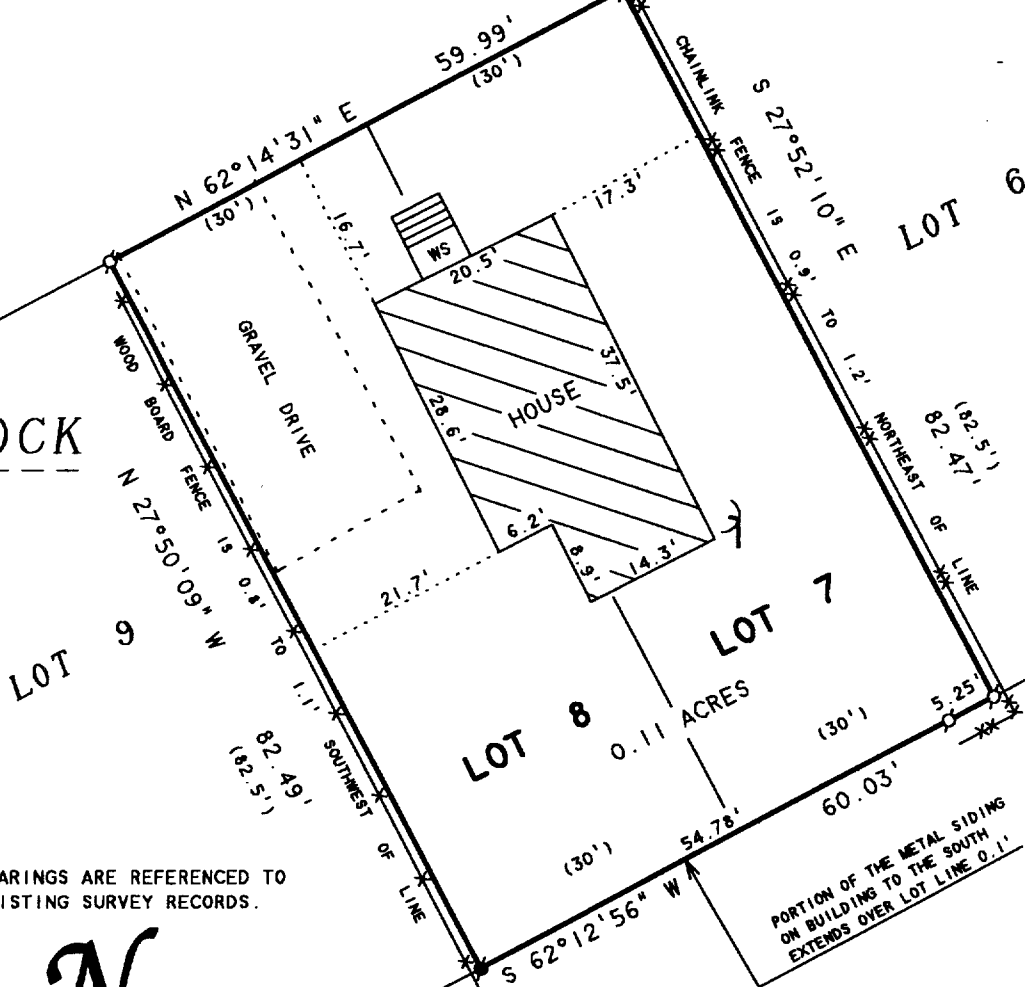 59.99'
(30')
N 62°14'31" E
(30')
CHAINLINK FENCE IS 0.9' TO 1.2' NORTHEAST OF LINE
S 27°52'10" E
LOT 6
17.3'
16.7'
WS
20.5'
GRAVEL DRIVE
WOOD BOARD FENCE IS 0.8' TO 1.1' SOUTHWEST OF LINE
37.5'
HOUSE
28.6'
OCK
(82.5')
82.47'
N 27°50'09" W
6.2'
8.9'
14.3'
21.7'
LOT 9
LOT 7
LOT 8
0.11 ACRES
5.25'
(30')
82.49'
(82.5')
60.03'
54.78'
(30')
S 62°12'56" W
PORTION OF THE METAL SIDING
ON BUILDING TO THE SOUTH
EXTENDS OVER LOT LINE 0.1'
ARINGS ARE REFERENCED TO
ISTING SURVEY RECORDS.
N